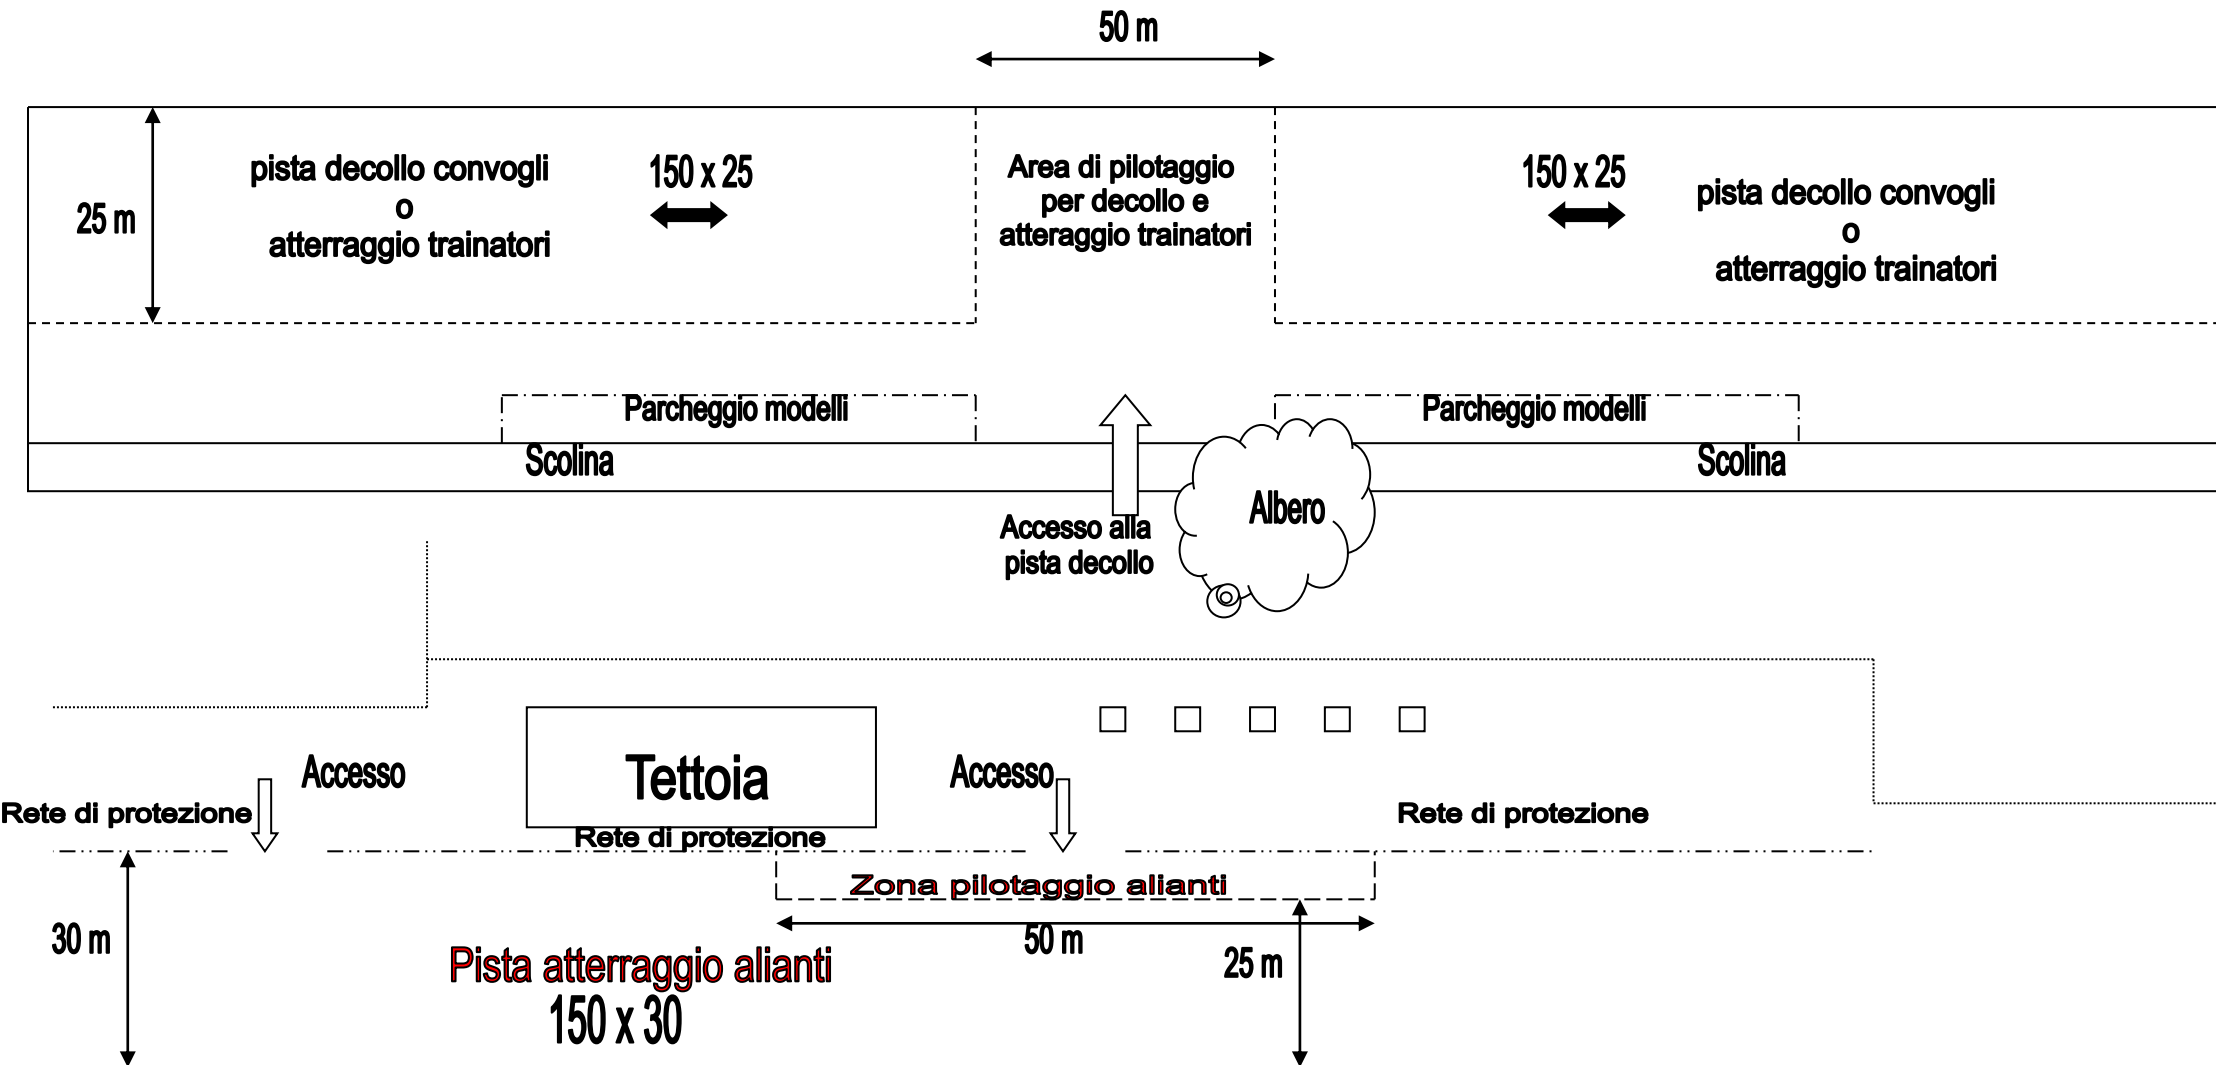 50 m
pista decollo convogli
o
atterraggio trainatori
150 x 25
Area di pilotaggio
per decollo e
atteraggio trainatori
150 x 25
pista decollo convogli
o
atterraggio trainatori
25 m
Parcheggio modelli
Parcheggio modelli
Scolina
Scolina
Albero
Accesso alla
pista decollo
Tettoia
Accesso
Accesso
Rete di protezione
Rete di protezione
Rete di protezione
Zona pilotaggio alianti
50 m
30 m
25 m
Pista atterraggio alianti
150 x 30